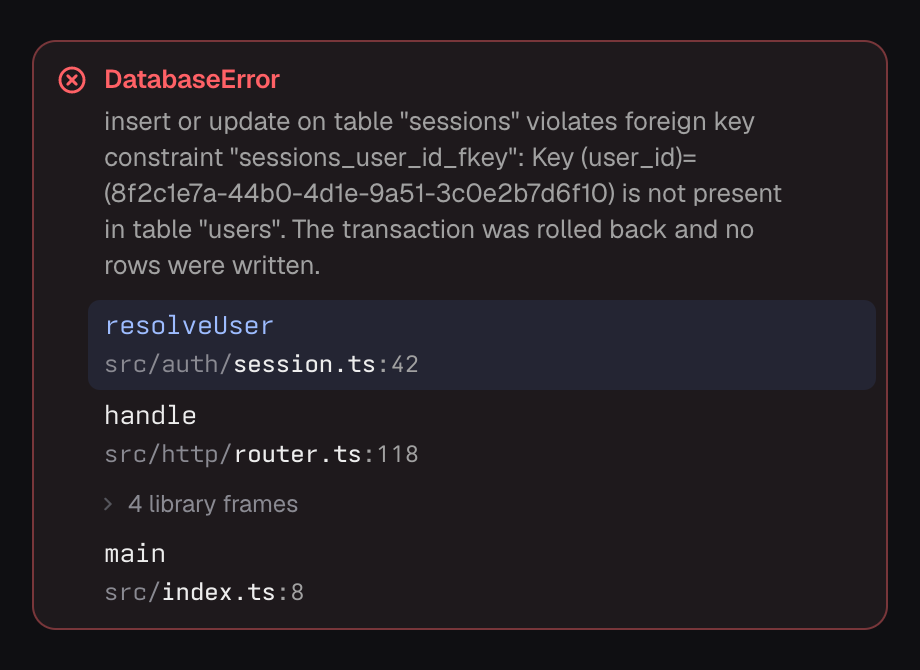 DatabaseError
insert or update on table "sessions" violates foreign key
constraint "sessions_user_id_fkey": Key (user_id)=
(8f2c1e7a-44b0-4d1e-9a51-3c0e2b7d6f10) is not present
in table "users". The transaction was rolled back and no
rows were written.
resolveUser
src/auth/session.ts:42
handle
src/http/router.ts:118
4 library frames
main
src/index.ts:8